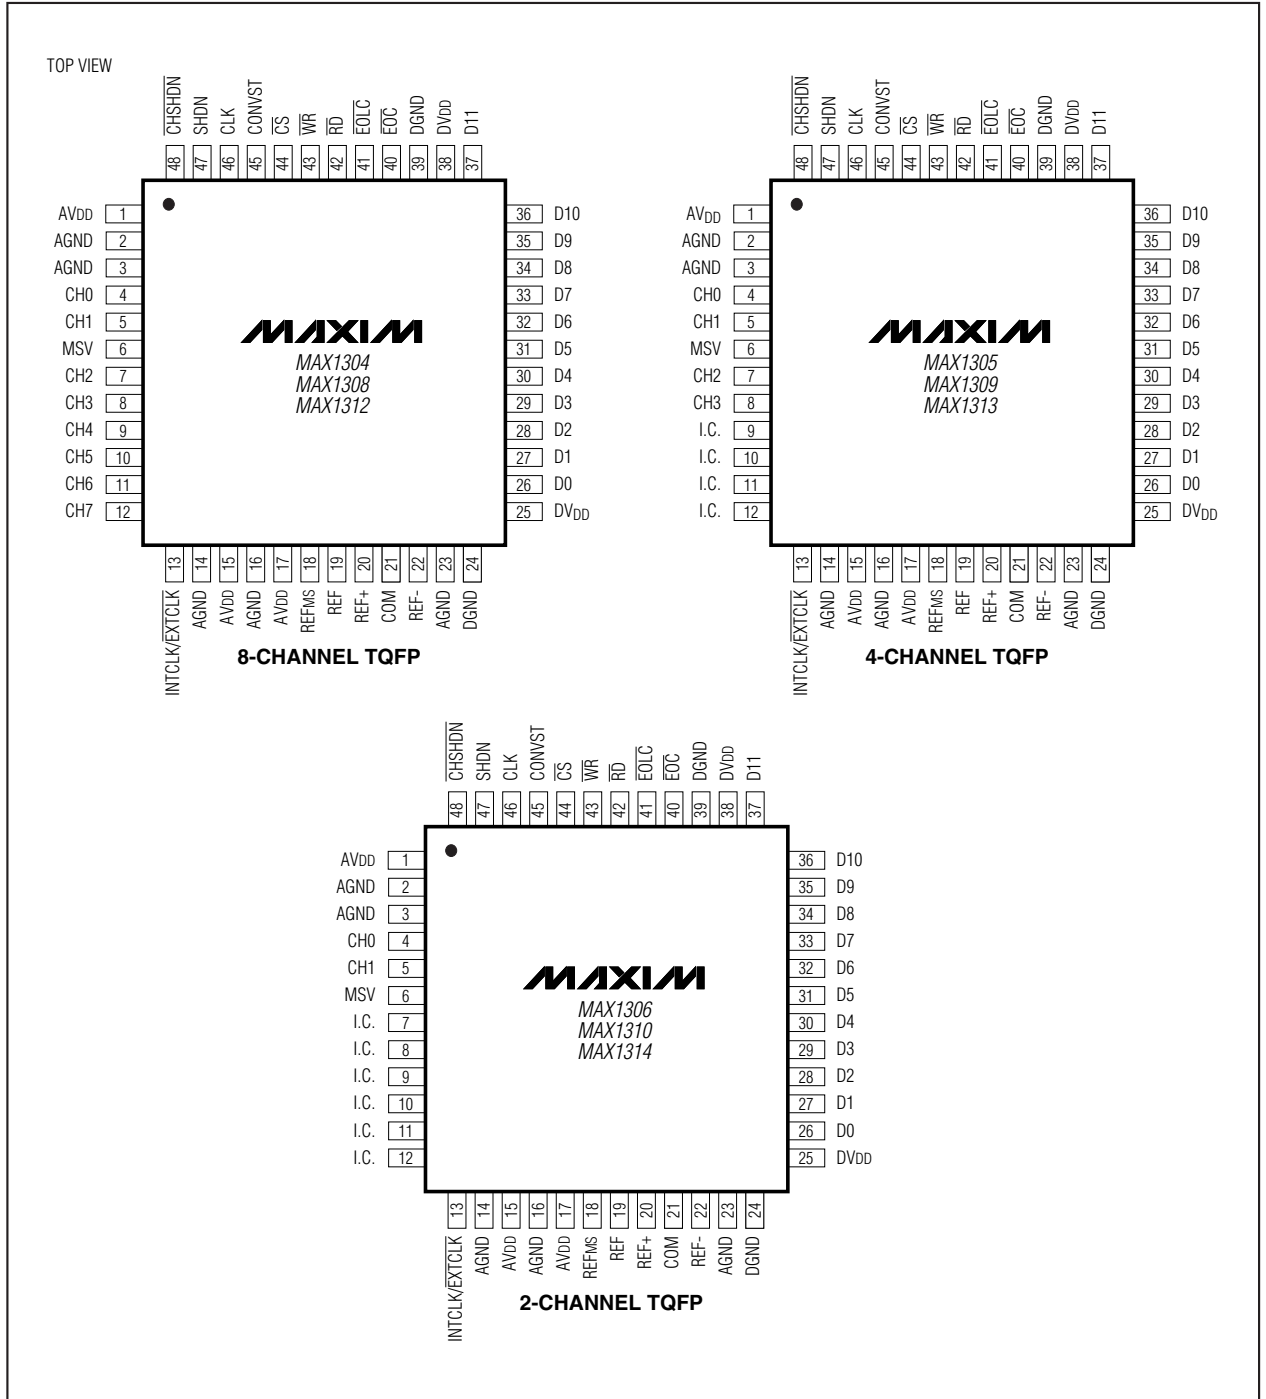 TOP VIEW
CHSHDN SHDN CLK CONVST CS WR RD EOLC EOC DGND DVDD D11
48 47 46 45 44 43 42 41 40 39 38 37
AVDD 1 36 D10
AGND 2 35 D9
AGND 3 34 D8
CH0 4 33 D7
CH1 5 32 D6
MSV 6 31 D5
CH2 7 30 D4
CH3 8 29 D3
CH4 9 28 D2
CH5 10 27 D1
CH6 11 26 D0
CH7 12 25 DVDD
MAXIM
MAX1304
MAX1308
MAX1312
13 14 15 16 17 18 19 20 21 22 23 24
INTCLK/EXTCLK AGND AVDD AGND AVDD REFMS REF REF+ COM REF- AGND DGND
8-CHANNEL TQFP
CHSHDN SHDN CLK CONVST CS WR RD EOLC EOC DGND DVDD D11
48 47 46 45 44 43 42 41 40 39 38 37
AVDD 1 36 D10
AGND 2 35 D9
AGND 3 34 D8
CH0 4 33 D7
CH1 5 32 D6
MSV 6 31 D5
CH2 7 30 D4
CH3 8 29 D3
I.C. 9 28 D2
I.C. 10 27 D1
I.C. 11 26 D0
I.C. 12 25 DVDD
MAXIM
MAX1305
MAX1309
MAX1313
13 14 15 16 17 18 19 20 21 22 23 24
INTCLK/EXTCLK AGND AVDD AGND AVDD REFMS REF REF+ COM REF- AGND DGND
4-CHANNEL TQFP
CHSHDN SHDN CLK CONVST CS WR RD EOLC EOC DGND DVDD D11
48 47 46 45 44 43 42 41 40 39 38 37
AVDD 1 36 D10
AGND 2 35 D9
AGND 3 34 D8
CH0 4 33 D7
CH1 5 32 D6
MSV 6 31 D5
I.C. 7 30 D4
I.C. 8 29 D3
I.C. 9 28 D2
I.C. 10 27 D1
I.C. 11 26 D0
I.C. 12 25 DVDD
MAXIM
MAX1306
MAX1310
MAX1314
13 14 15 16 17 18 19 20 21 22 23 24
INTCLK/EXTCLK AGND AVDD AGND AVDD REFMS REF REF+ COM REF- AGND DGND
2-CHANNEL TQFP